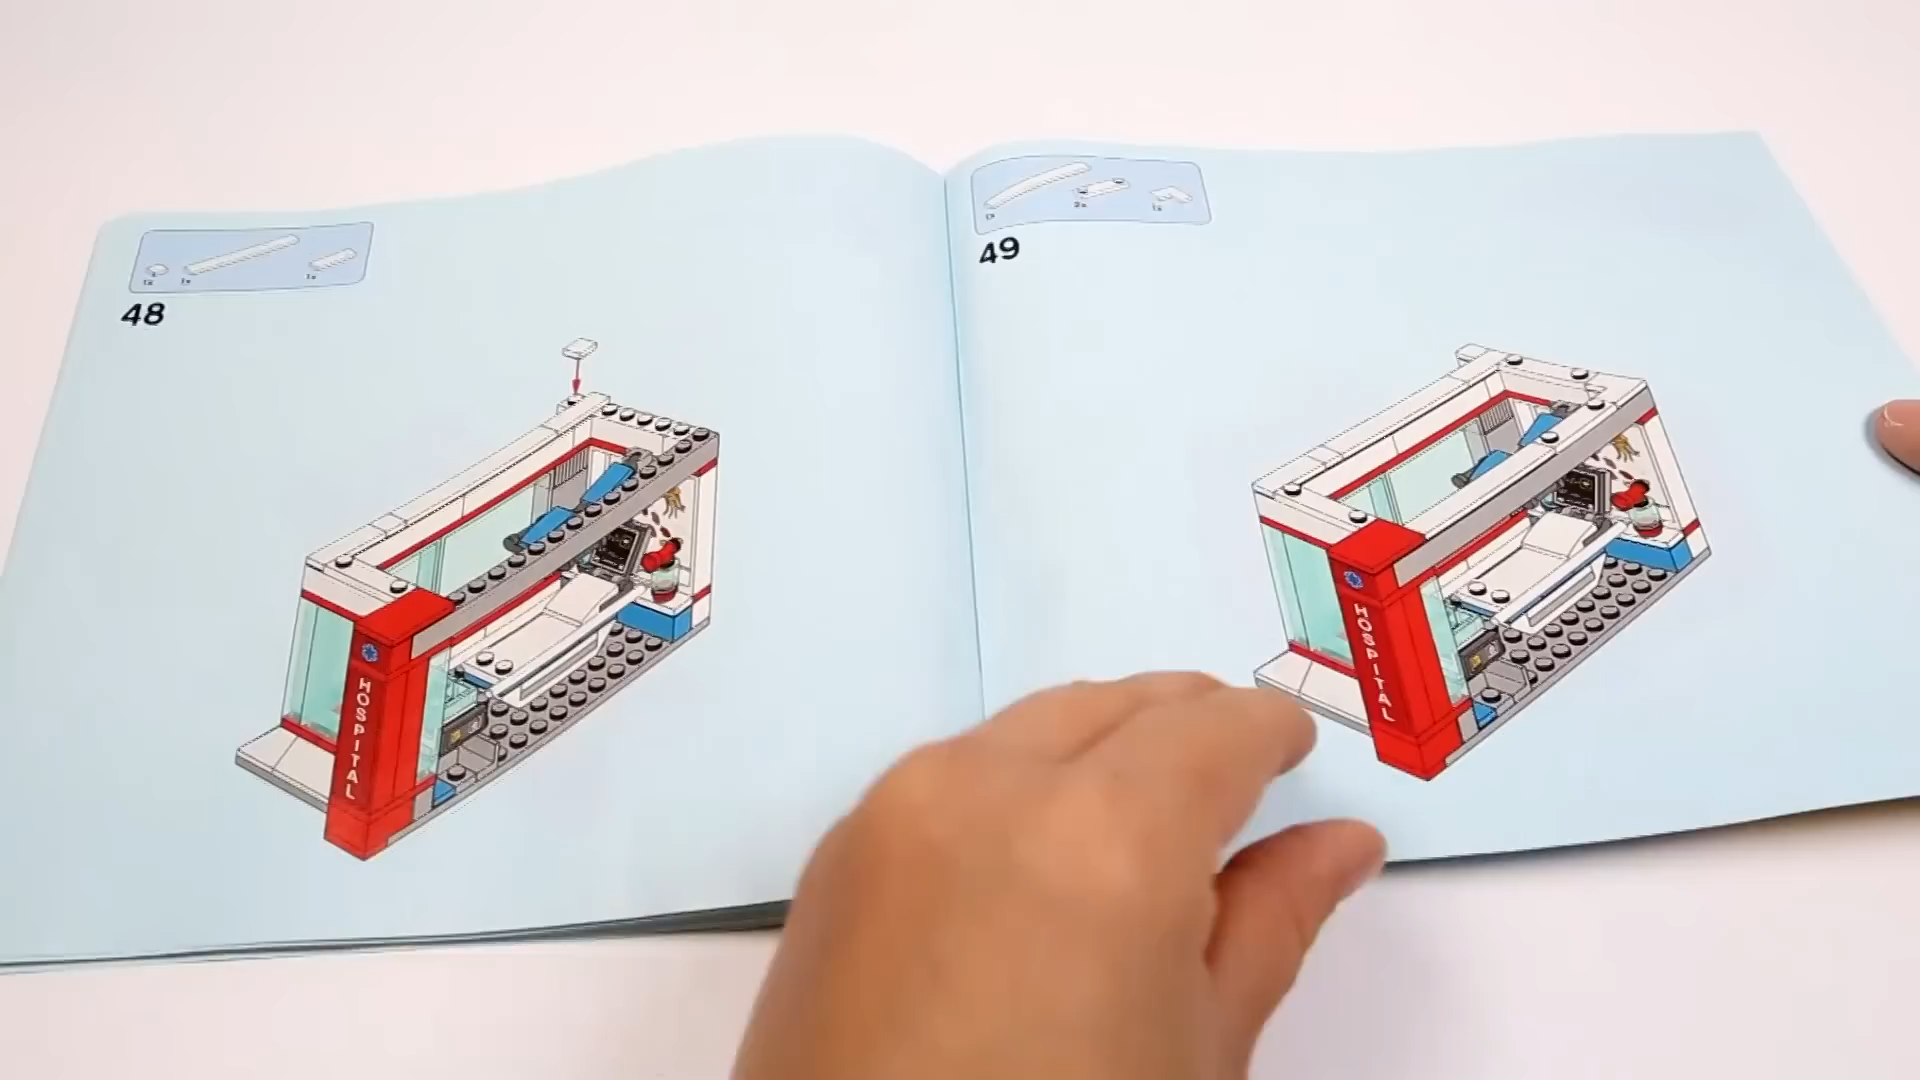 1x 1x 1x
48
HOSPITAL
1x 2x 1x
49
HOSPITAL